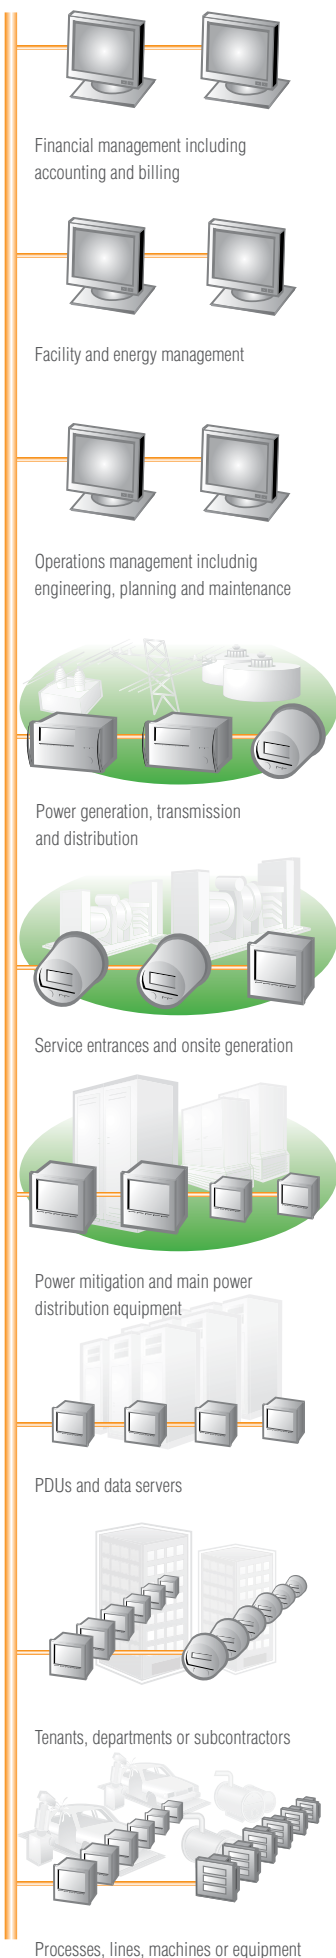 Financial management including
accounting and billing
Facility and energy management
Operations management includnig
engineering, planning and maintenance
Power generation, transmission
and distribution
Service entrances and onsite generation
Power mitigation and main power
distribution equipment
PDUs and data servers
Tenants, departments or subcontractors
Processes, lines, machines or equipment